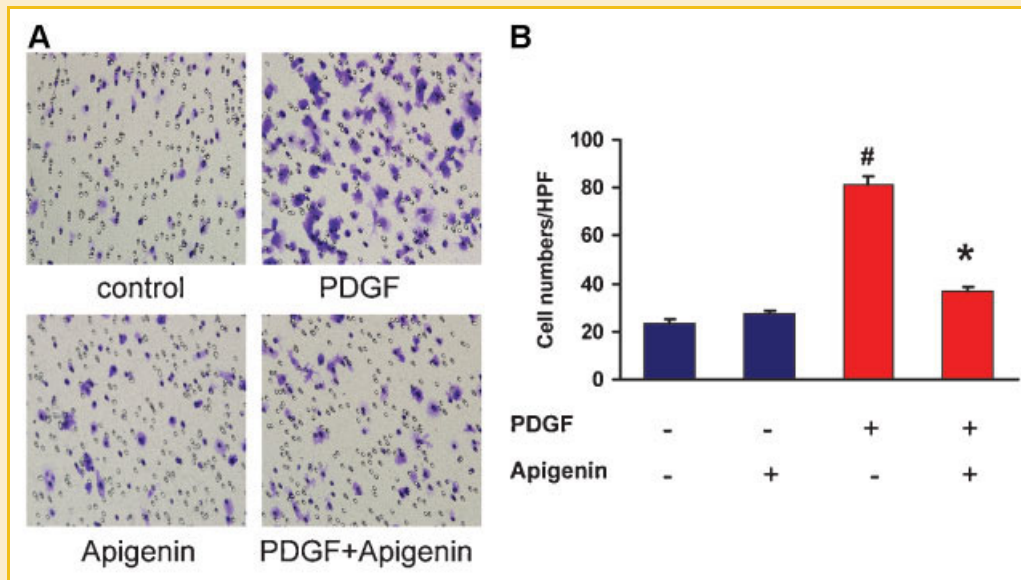 A
control
PDGF
Apigenin
PDGF+Apigenin
B
Cell numbers/HPF
100
80
60
40
20
0
#
*
PDGF - - + +
Apigenin - + - +